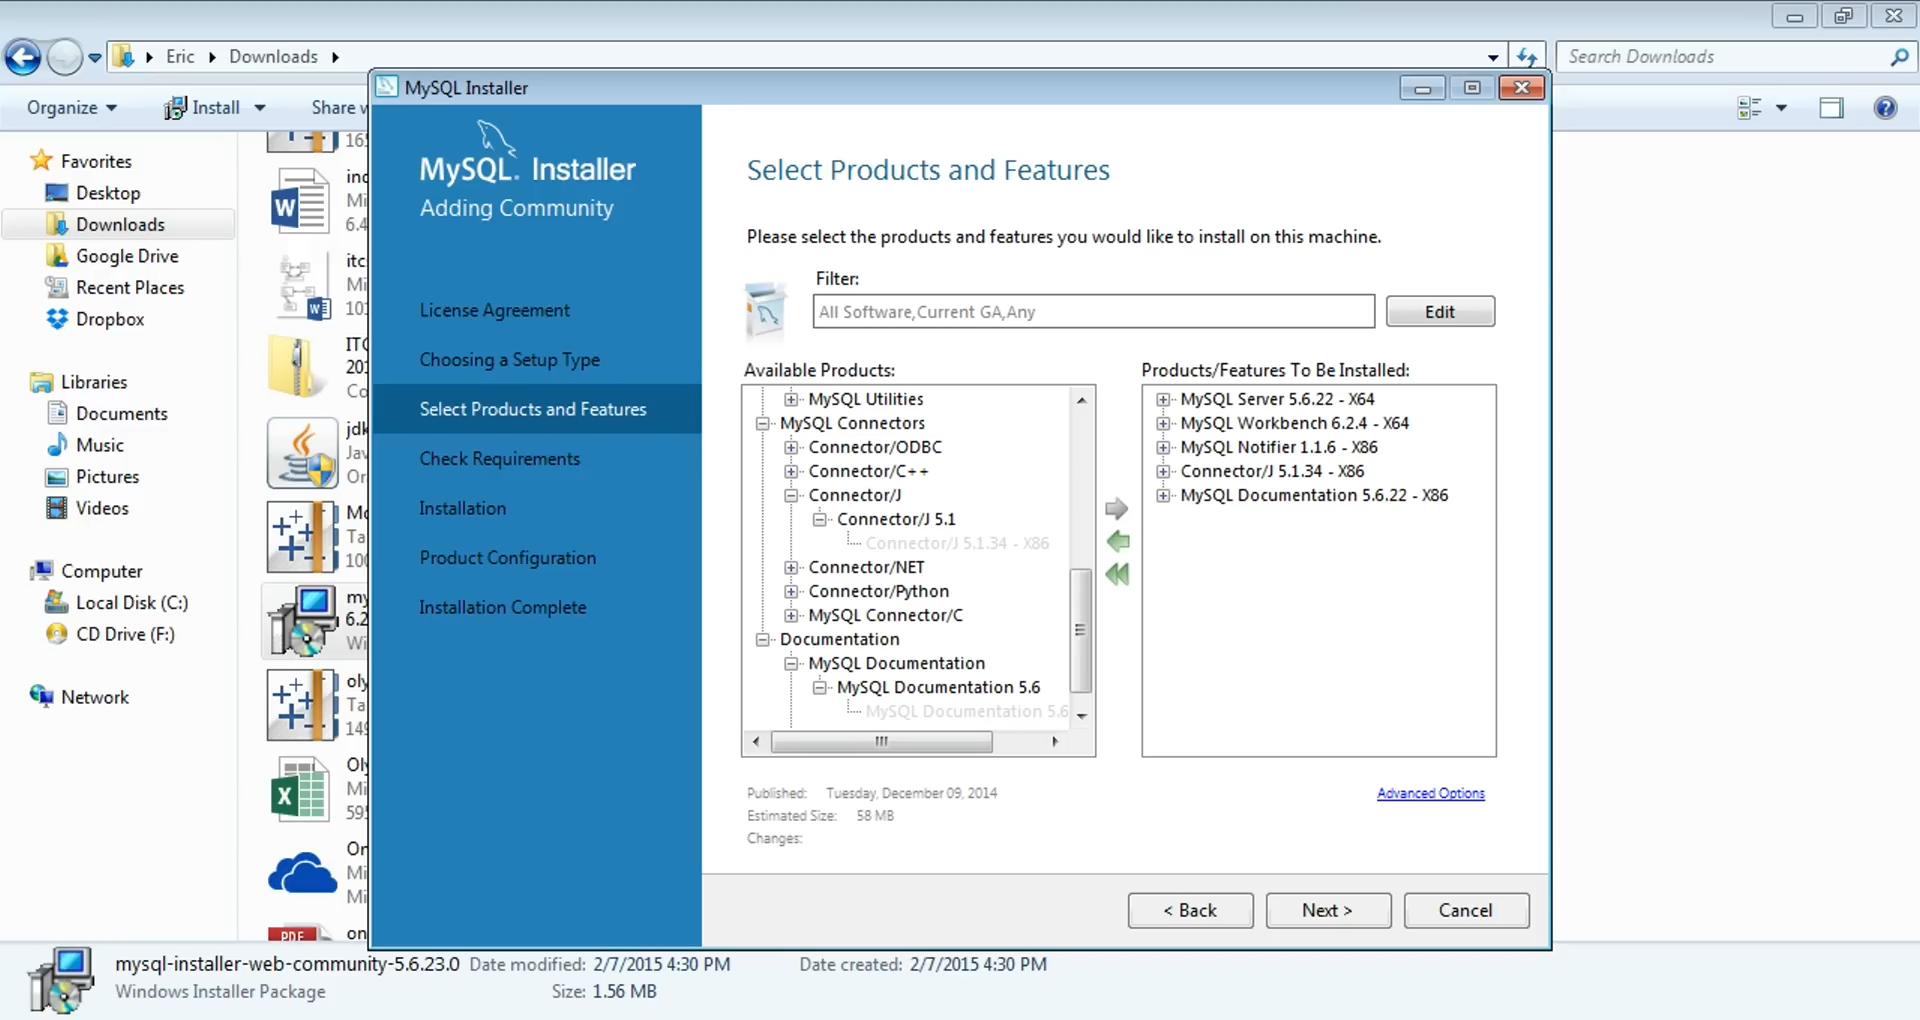 Eric
Downloads
Search Downloads
Organize
Install
Share
Favorites
Desktop
Downloads
Google Drive
Recent Places
Dropbox
Libraries
Documents
Music
Pictures
Videos
Computer
Local Disk (C:)
CD Drive (F:)
Network
MySQL Installer
MySQL. Installer
Adding Community
License Agreement
Choosing a Setup Type
Select Products and Features
Check Requirements
Installation
Product Configuration
Installation Complete
Select Products and Features
Please select the products and features you would like to install on this machine.
Filter:
All Software,Current GA,Any
Edit
Available Products:
MySQL Utilities
MySQL Connectors
Connector/ODBC
Connector/C++
Connector/J
Connector/J 5.1
Connector/J 5.1.34 - X86
Connector/NET
Connector/Python
MySQL Connector/C
Documentation
MySQL Documentation
MySQL Documentation 5.6
MySQL Documentation 5.6
Products/Features To Be Installed:
MySQL Server 5.6.22 - X64
MySQL Workbench 6.2.4 - X64
MySQL Notifier 1.1.6 - X86
Connector/J 5.1.34 - X86
MySQL Documentation 5.6.22 - X86
Published: Tuesday, December 09, 2014
Estimated Size: 58 MB
Changes:
Advanced Options
< Back
Next >
Cancel
mysql-installer-web-community-5.6.23.0 Date modified: 2/7/2015 4:30 PM Date created: 2/7/2015 4:30 PM
Windows Installer Package Size: 1.56 MB